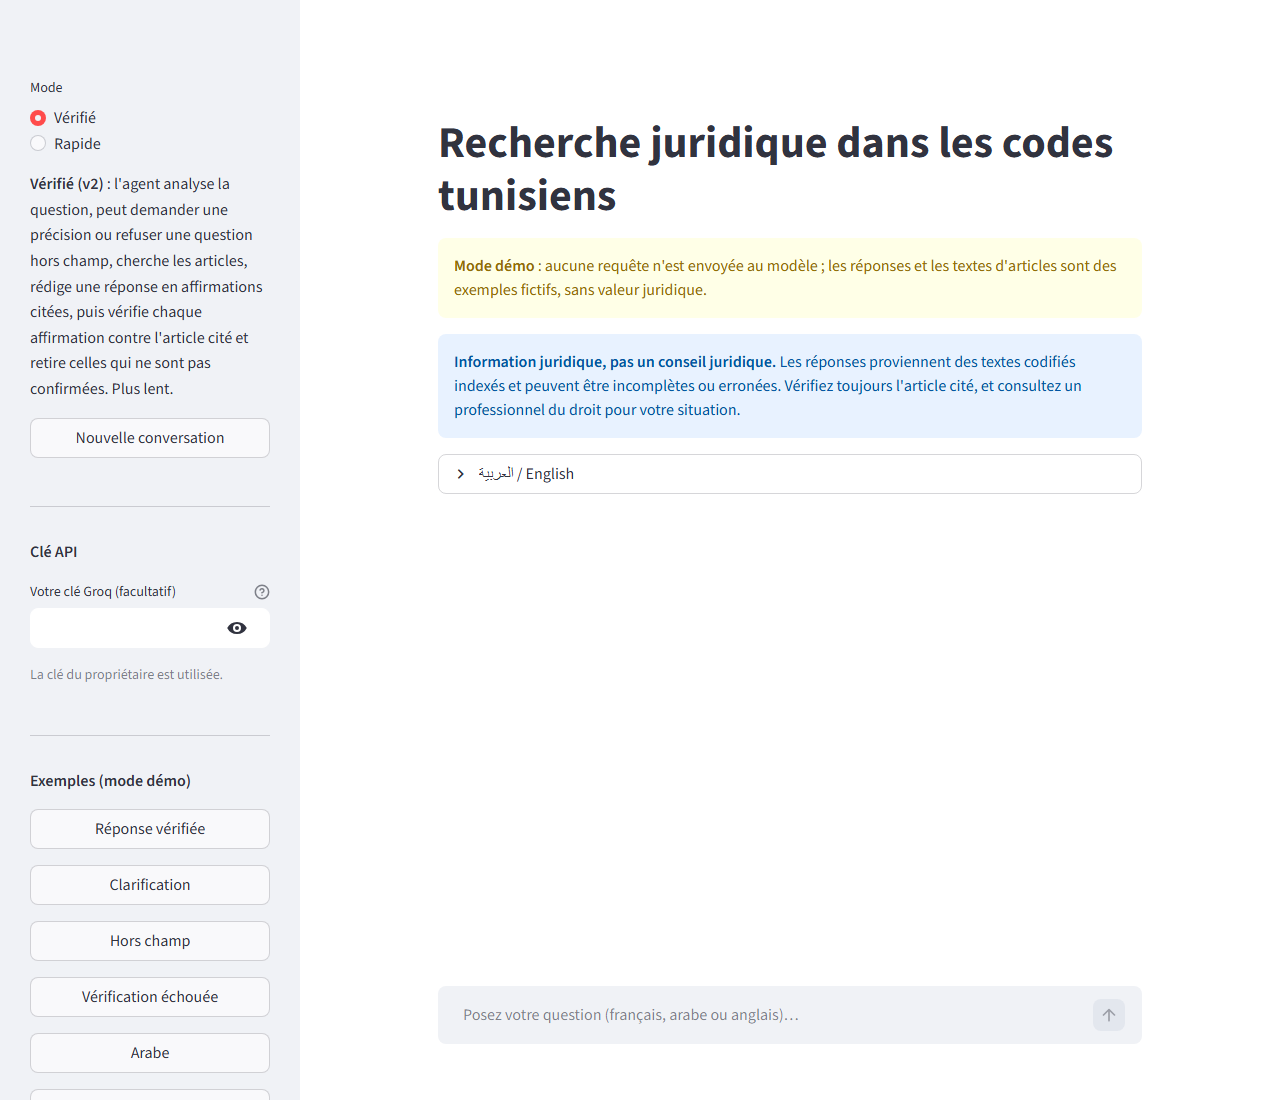 Mode
Vérifié
Rapide
Vérifié (v2) : l'agent analyse la
question, peut demander une
précision ou refuser une question
hors champ, cherche les articles,
rédige une réponse en affirmations
citées, puis vérifie chaque
affirmation contre l'article cité et
retire celles qui ne sont pas
confirmées. Plus lent.
Nouvelle conversation
Clé API
Votre clé Groq (facultatif)
La clé du propriétaire est utilisée.
Exemples (mode démo)
Réponse vérifiée
Clarification
Hors champ
Vérification échouée
Arabe
Recherche juridique dans les codes
tunisiens
Mode démo : aucune requête n'est envoyée au modèle ; les réponses et les textes d'articles sont des
exemples fictifs, sans valeur juridique.
Information juridique, pas un conseil juridique. Les réponses proviennent des textes codifiés
indexés et peuvent être incomplètes ou erronées. Vérifiez toujours l'article cité, et consultez un
professionnel du droit pour votre situation.
العربية / English
Posez votre question (français, arabe ou anglais)…